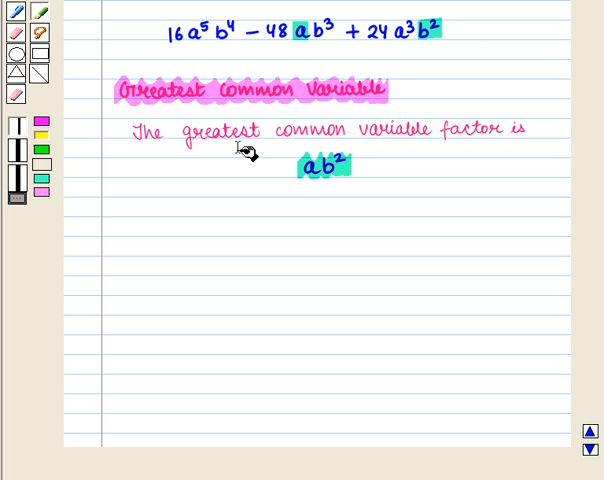 16a⁵b⁴ − 48ab³ + 24a³b²
Greatest Common Variable
The greatest common variable factor is
ab²